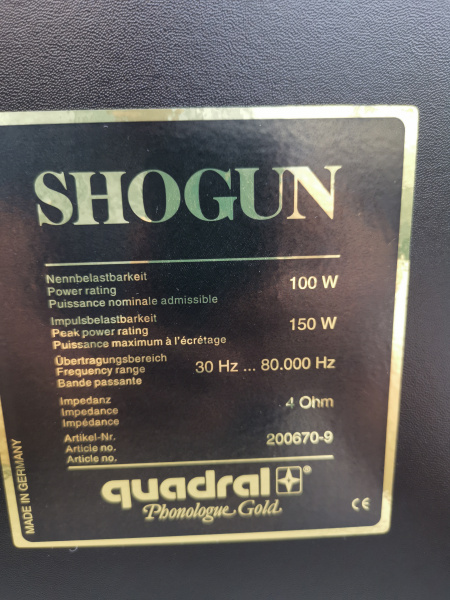 SHOGUN
Nennbelastbarkeit
Power rating 100 W
Puissance nominale admissible
Impulsbelastbarkeit
Peak power rating 150 W
Puissance maximum à l'écrétage
Übertragungsbereich
Frequency range 30 Hz ... 80.000 Hz
Bande passante
Impedanz
Impedance 4 Ohm
Impédance
Artikel-Nr.
Article no. 200670-9
Article no.
MADE IN GERMANY
quadral®
Phonologue Gold
CE